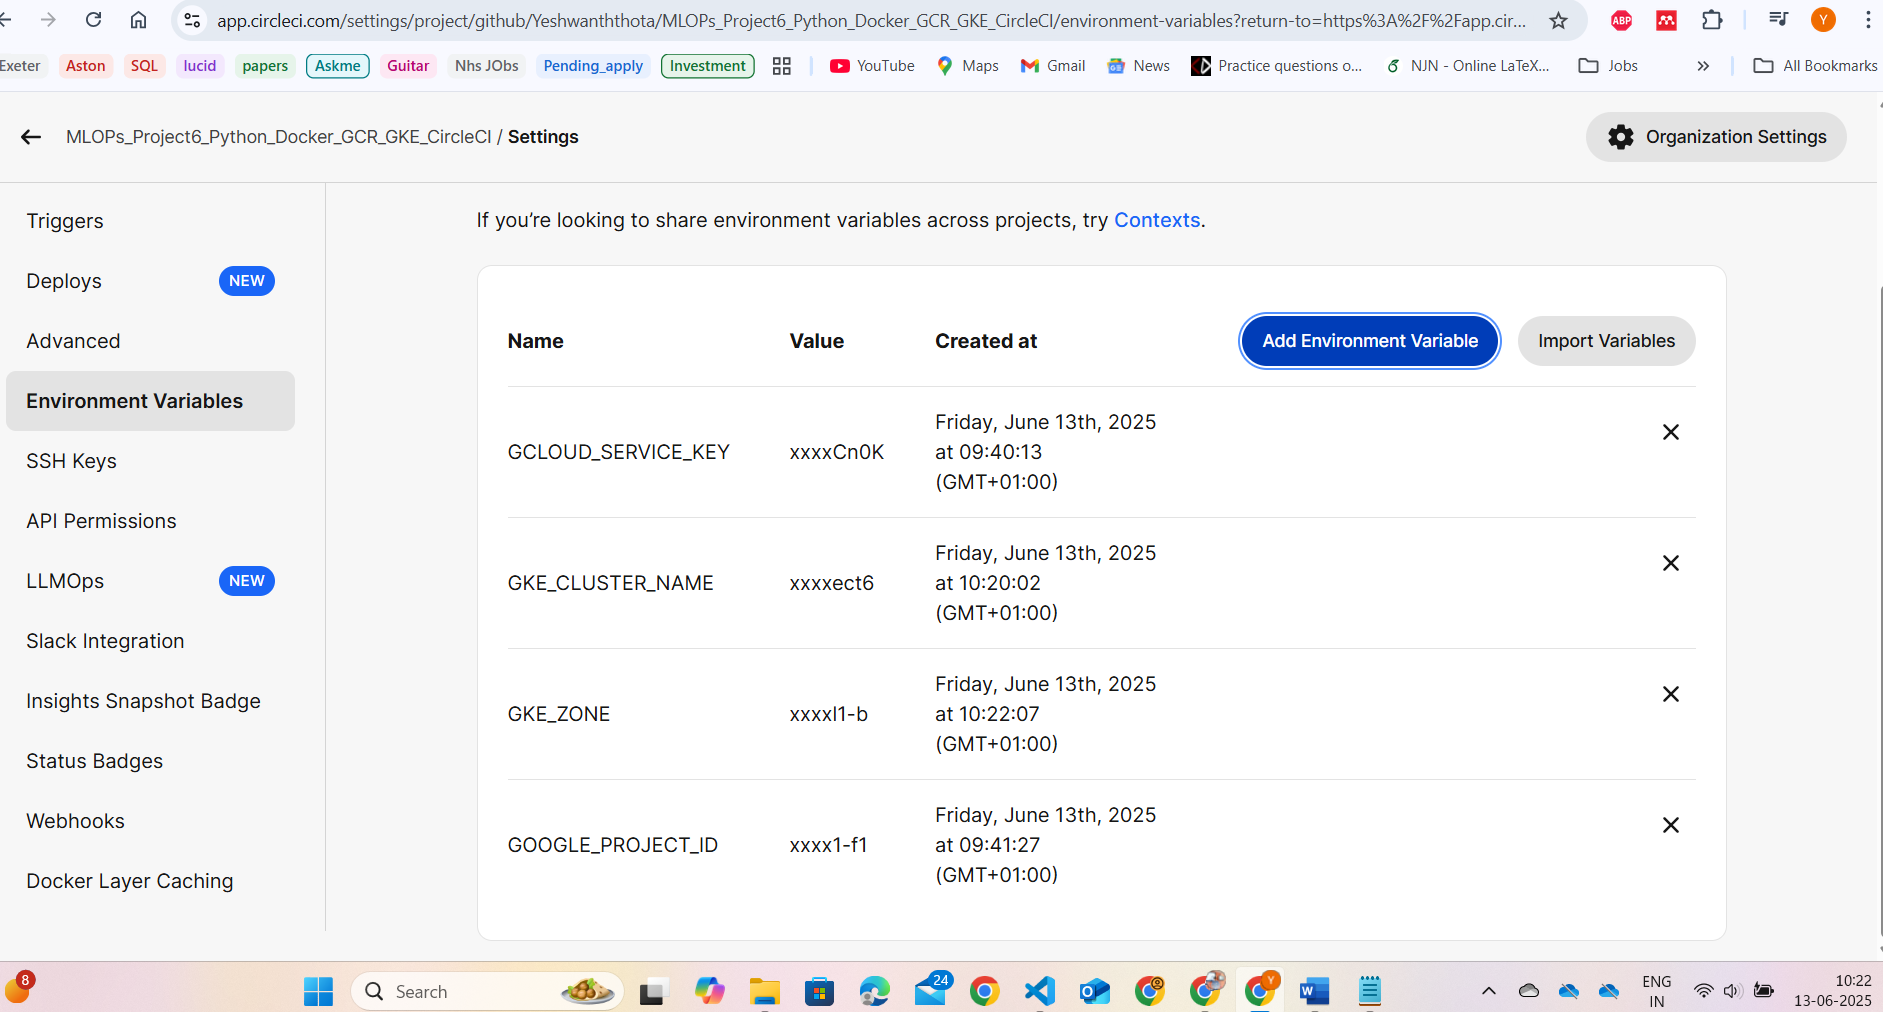 app.circleci.com/settings/project/github/Yeshwanththota/MLOPs_Project6_Python_Docker_GCR_GKE_CircleCI/environment-variables?return-to=https%3A%2F%2Fapp.cir...
ABP
Y
Exeter Aston SQL lucid papers Askme Guitar Nhs JObs Pending_apply Investment YouTube Maps Gmail News Practice questions o... NJN - Online LaTeX... Jobs » All Bookmarks
MLOPs_Project6_Python_Docker_GCR_GKE_CircleCI / Settings
Organization Settings
Triggers
Deploys NEW
Advanced
Environment Variables
SSH Keys
API Permissions
LLMOps NEW
Slack Integration
Insights Snapshot Badge
Status Badges
Webhooks
Docker Layer Caching
If you’re looking to share environment variables across projects, try Contexts.
Name Value Created at Add Environment Variable Import Variables
GCLOUD_SERVICE_KEY xxxxCn0K Friday, June 13th, 2025
at 09:40:13
(GMT+01:00)
GKE_CLUSTER_NAME xxxxect6 Friday, June 13th, 2025
at 10:20:02
(GMT+01:00)
GKE_ZONE xxxxl1-b Friday, June 13th, 2025
at 10:22:07
(GMT+01:00)
GOOGLE_PROJECT_ID xxxx1-f1 Friday, June 13th, 2025
at 09:41:27
(GMT+01:00)
8
Search
24
Y
ENG
IN
10:22
13-06-2025